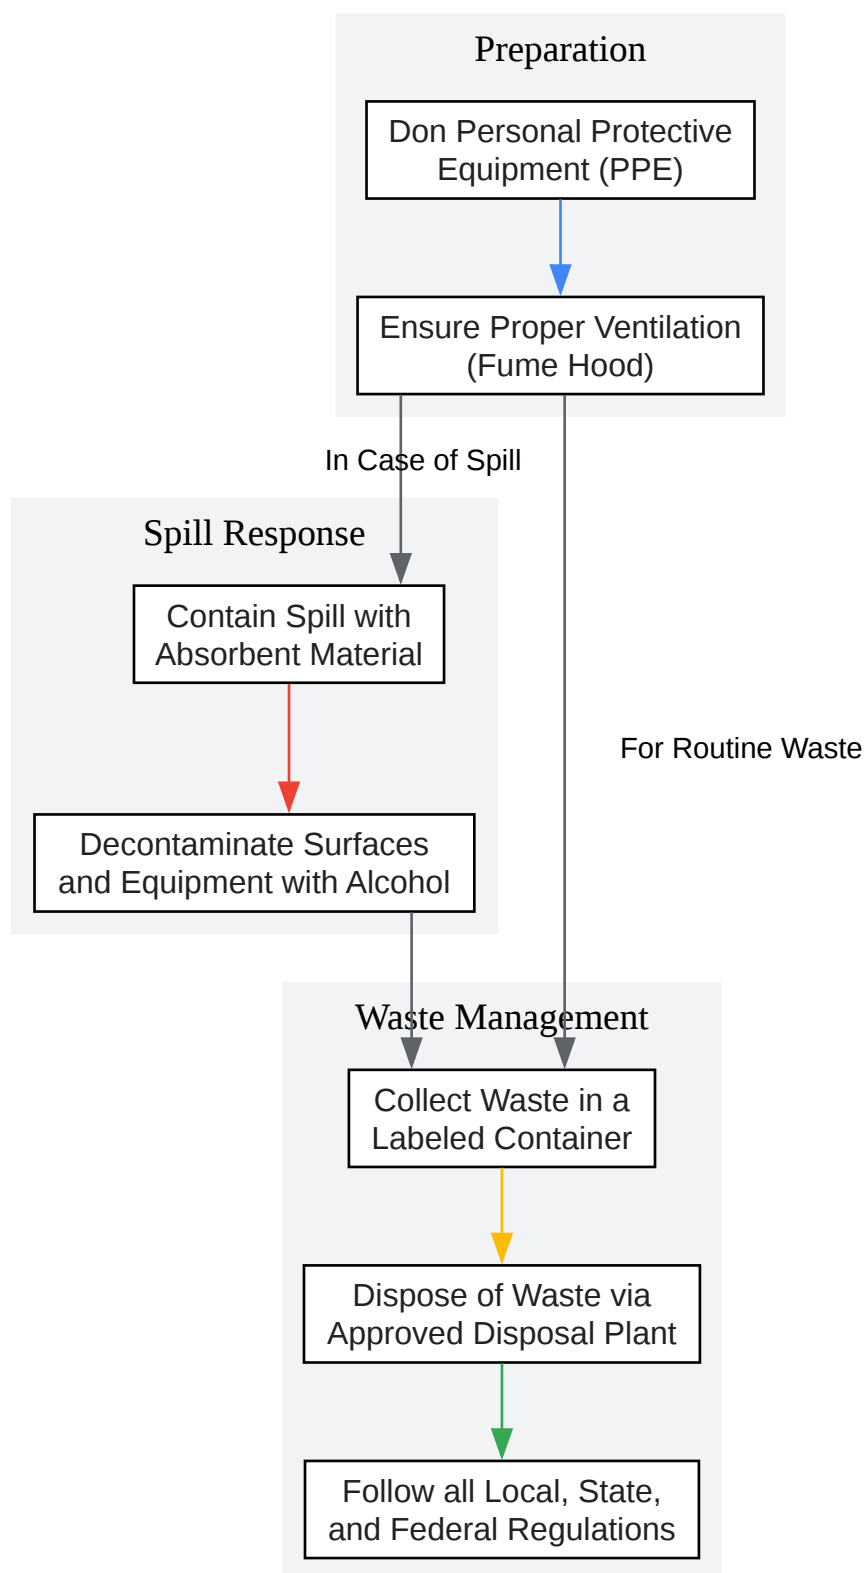 Preparation
Don Personal Protective
Equipment (PPE)
Ensure Proper Ventilation
(Fume Hood)
In Case of Spill
Spill Response
Contain Spill with
Absorbent Material
For Routine Waste
Decontaminate Surfaces
and Equipment with Alcohol
Waste Management
Collect Waste in a
Labeled Container
Dispose of Waste via
Approved Disposal Plant
Follow all Local, State,
and Federal Regulations